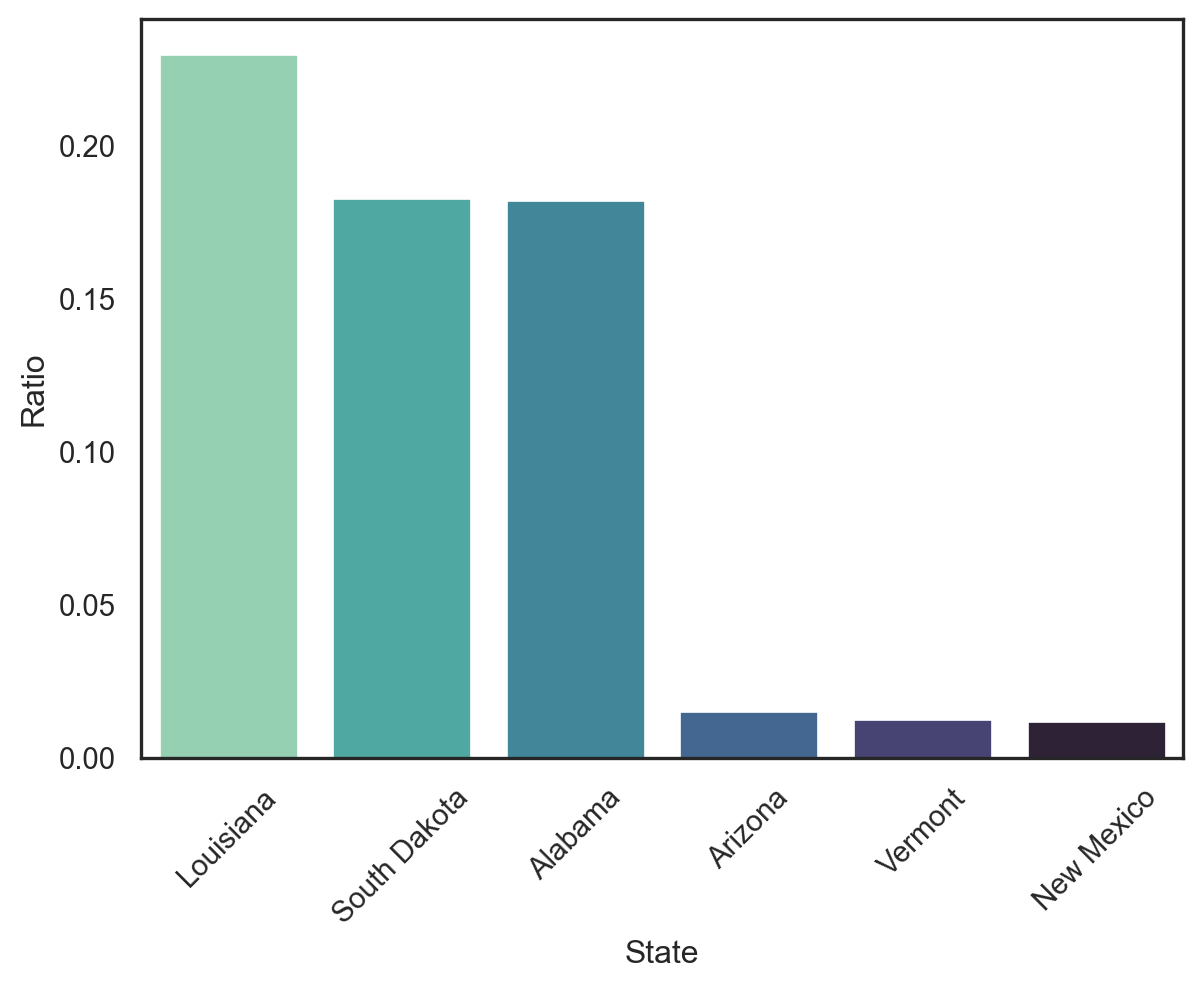 0.20
0.15
0.10
0.05
0.00
Ratio
Louisiana
South Dakota
Alabama
Arizona
Vermont
New Mexico
State